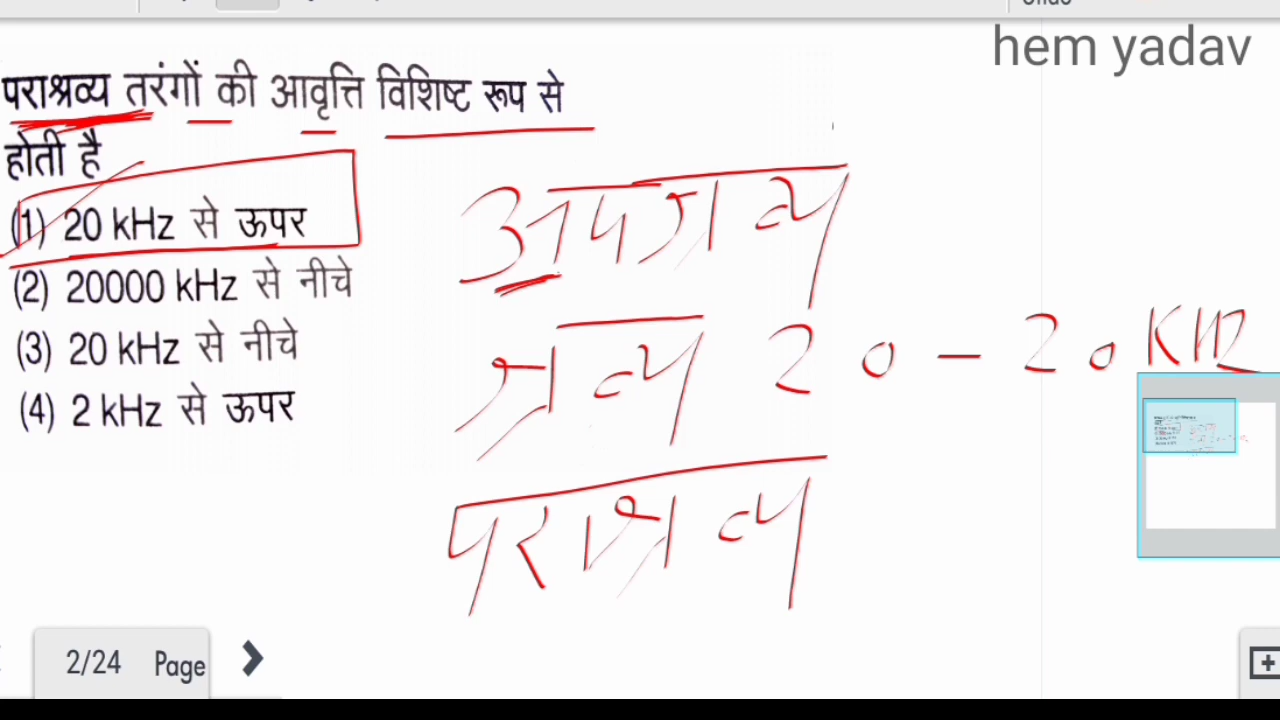 hem yadav
पराश्रव्य तरंगों की आवृत्ति विशिष्ट रूप से
होती है
(1) 20 kHz से ऊपर
(2) 20000 kHz से नीचे
(3) 20 kHz से नीचे
(4) 2 kHz से ऊपर
अपश्रव्य
श्रव्य 20 - 20 KHZ
पराश्रव्य
2/24 Page